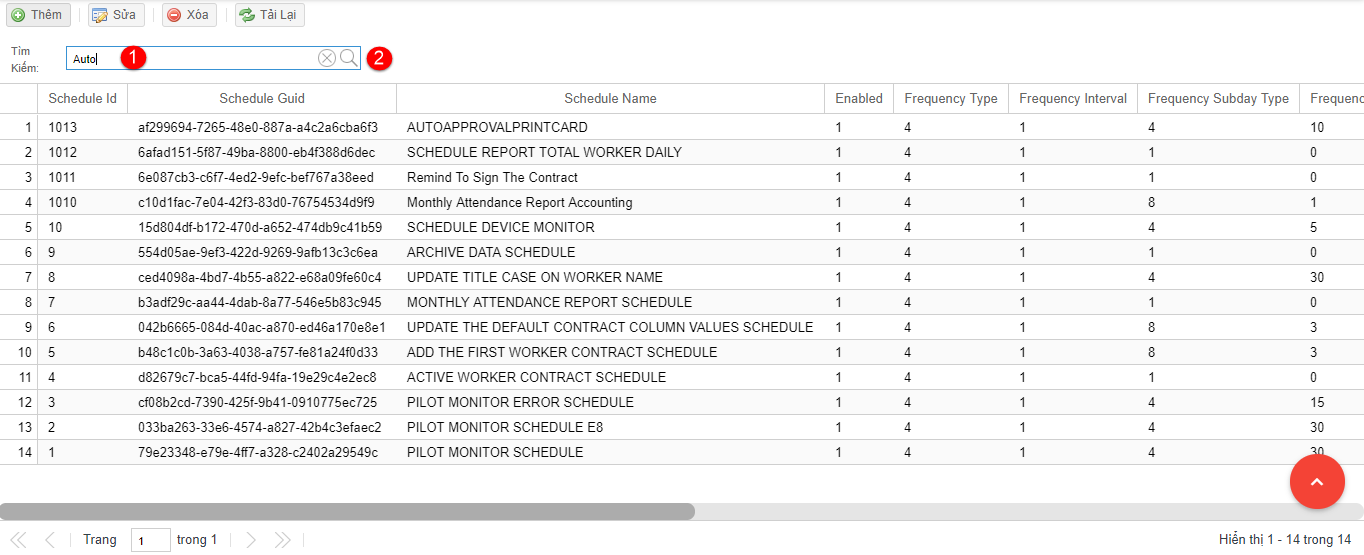 Thêm Sửa Xóa Tải Lại
Tìm
Kiếm: Auto 1 2
Schedule Id Schedule Guid Schedule Name Enabled Frequency Type Frequency Interval Frequency Subday Type Frequenc
1 1013 af299694-7265-48e0-887a-a4c2a6cba6f3 AUTOAPPROVALPRINTCARD 1 4 1 4 10
2 1012 6afad151-5f87-49ba-8800-eb4f388d6dec SCHEDULE REPORT TOTAL WORKER DAILY 1 4 1 1 0
3 1011 6e087cb3-c6f7-4ed2-9efc-bef767a38eed Remind To Sign The Contract 1 4 1 1 0
4 1010 c10d1fac-7e04-42f3-83d0-76754534d9f9 Monthly Attendance Report Accounting 1 4 1 8 1
5 10 15d804df-b172-470d-a652-474db9c41b59 SCHEDULE DEVICE MONITOR 1 4 1 4 5
6 9 554d05ae-9ef3-422d-9269-9afb13c3c6ea ARCHIVE DATA SCHEDULE 1 4 1 1 0
7 8 ced4098a-4bd7-4b55-a822-e68a09fe60c4 UPDATE TITLE CASE ON WORKER NAME 1 4 1 4 30
8 7 b3adf29c-aa44-4dab-8a77-546e5b83c945 MONTHLY ATTENDANCE REPORT SCHEDULE 1 4 1 1 0
9 6 042b6665-084d-40ac-a870-ed46a170e8e1 UPDATE THE DEFAULT CONTRACT COLUMN VALUES SCHEDULE 1 4 1 8 3
10 5 b48c1c0b-3a63-4038-a757-fe81a24f0d33 ADD THE FIRST WORKER CONTRACT SCHEDULE 1 4 1 8 3
11 4 d82679c7-bca5-44fd-94fa-19e29c4e2ec8 ACTIVE WORKER CONTRACT SCHEDULE 1 4 1 1 0
12 3 cf08b2cd-7390-425f-9b41-0910775ec725 PILOT MONITOR ERROR SCHEDULE 1 4 1 4 15
13 2 033ba263-33e6-4574-a827-42b4c3efaec2 PILOT MONITOR SCHEDULE E8 1 4 1 4 30
14 1 79e23348-e79e-4ff7-a328-c2402a29549c PILOT MONITOR SCHEDULE 1 4 1 4 30
Trang 1 trong 1 Hiển thị 1 - 14 trong 14